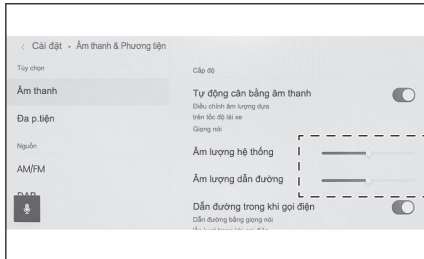 ‹ Cài đặt • Âm thanh & Phương tiện
Tùy chọn
Âm thanh
Đa p.tiện
Nguồn
AM/FM
DAB
Cấp độ
Tự động cân bằng âm thanh
Điều chỉnh âm lượng dựa
trên tốc độ lái xe
Giọng nói
Âm lượng hệ thống
Âm lượng dẫn đường
Dẫn đường trong khi gọi điện
Dẫn đường bằng giọng nói